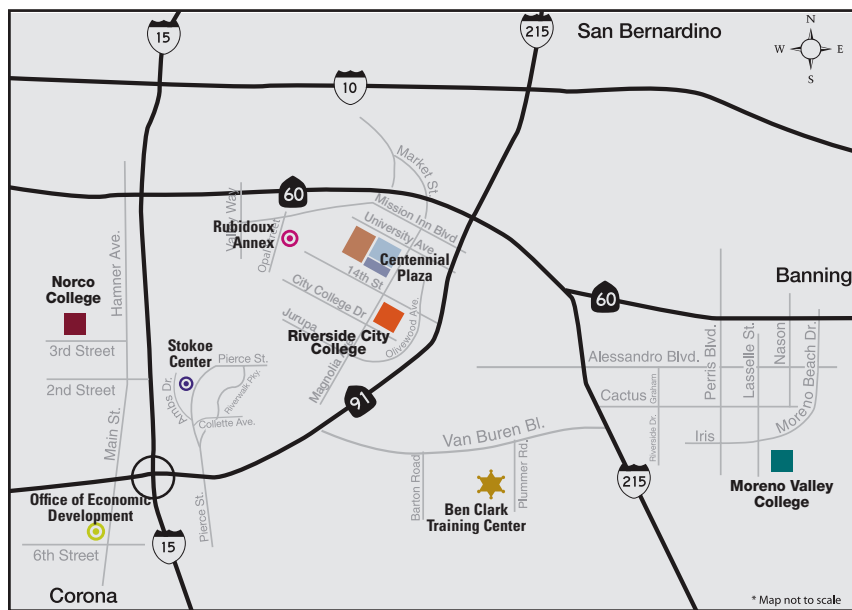 15
215
San Bernardino
N
W
E
S
10
Market St.
60
Valley Way
Mission Inn Blvd
Opal Street
University Ave.
Rubidoux
Annex
Centennial
Plaza
Hamner Ave.
14th St
Banning
Norco
College
City College Dr
60
Olivewood Ave.
Jurupa
Riverside City
College
Perris Blvd.
Lasselle St.
Nason
Moreno Beach Dr.
3rd Street
Stokoe
Center
Pierce St.
Alessandro Blvd.
2nd Street
Ambs Dr.
Riverwalk Pky.
Magnolia
91
Cactus
Graham
Collette Ave.
Main St.
Van Buren Bl.
Riverside Dr.
Iris
Barton Road
Plummer Rd.
215
Moreno Valley
College
Office of Economic
Development
Pierce St.
Ben Clark
Training Center
15
6th Street
Corona
* Map not to scale